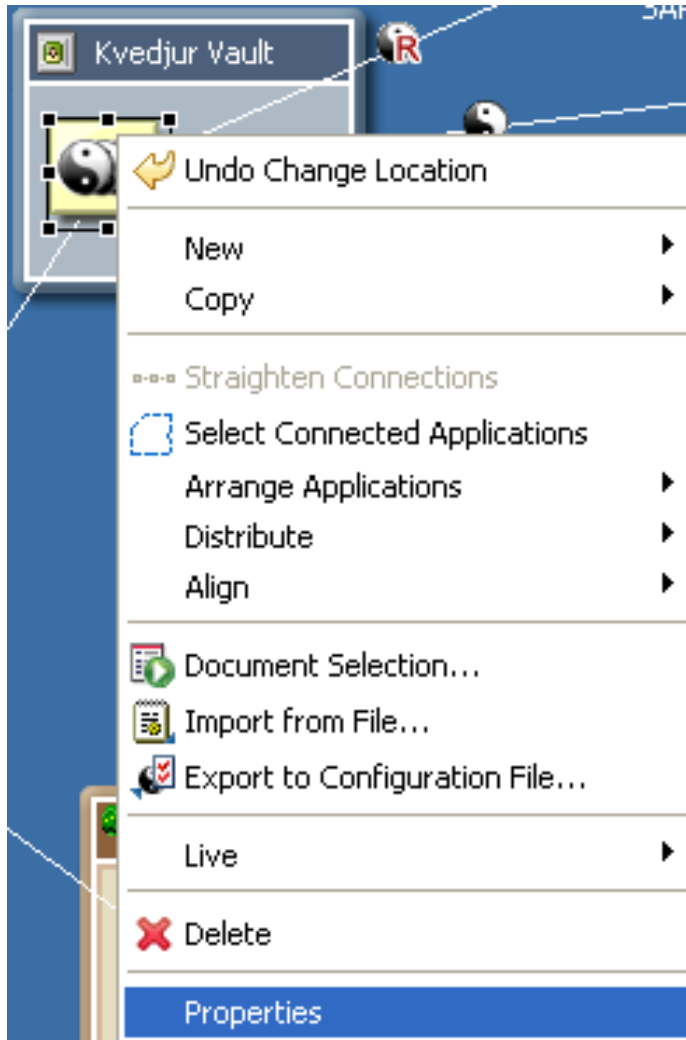 Kvedjur Vault
Undo Change Location
New
Copy
Straighten Connections
Select Connected Applications
Arrange Applications
Distribute
Align
Document Selection...
Import from File...
Export to Configuration File...
Live
Delete
Properties